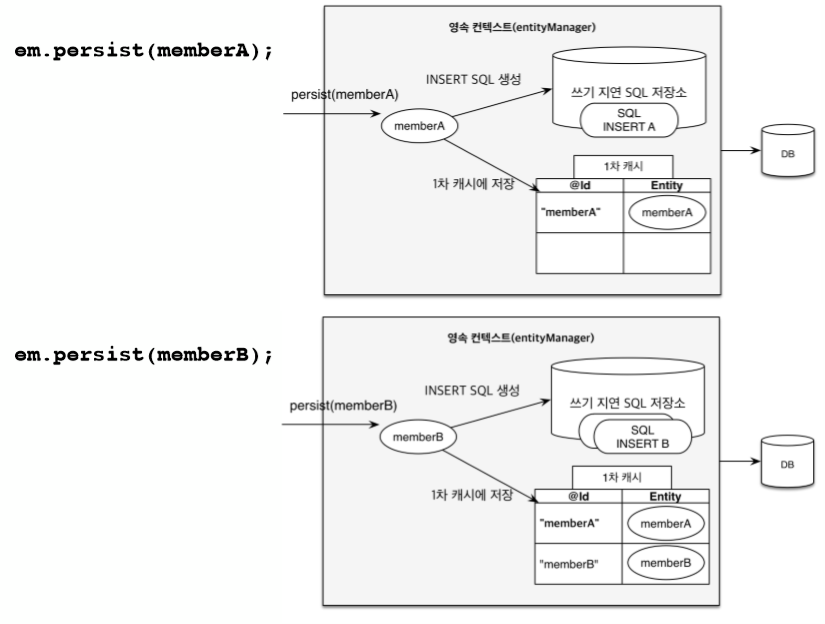 em.persist(memberA);
영속 컨텍스트(entityManager)
INSERT SQL 생성
persist(memberA)
memberA
쓰기 지연 SQL 저장소
SQL
INSERT A
1차 캐시에 저장
1차 캐시
@Id Entity
"memberA" memberA
DB
em.persist(memberB);
영속 컨텍스트(entityManager)
INSERT SQL 생성
persist(memberB)
memberB
쓰기 지연 SQL 저장소
SQL
INSERT B
1차 캐시에 저장
1차 캐시
@Id Entity
"memberA" memberA
"memberB" memberB
DB